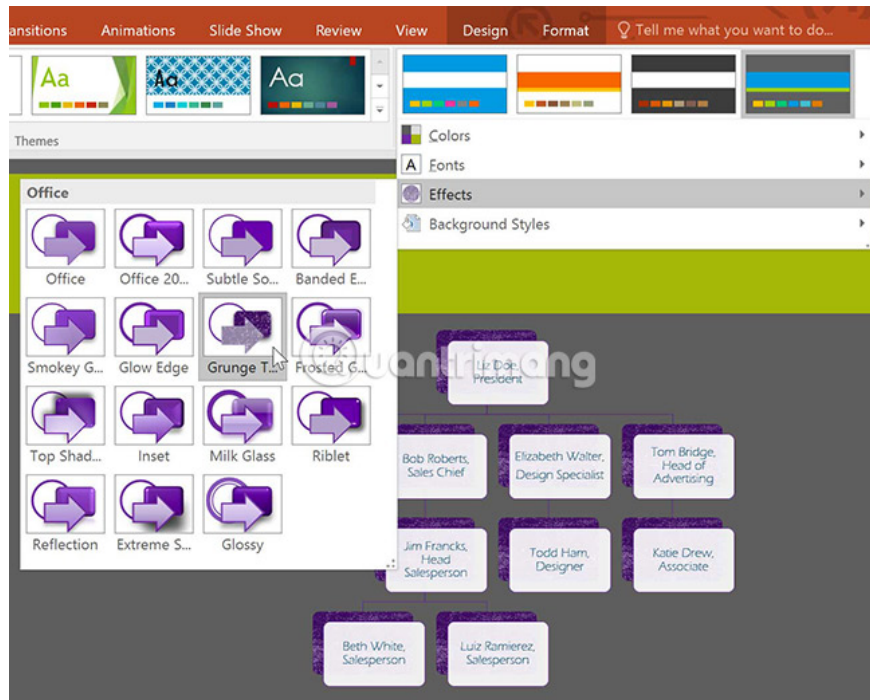 ansitions Animations Slide Show Review View Design Format Tell me what you want to do...
Aa Aa Aa
Themes
Colors
Fonts
Effects
Background Styles
Office
Office Office 20... Subtle So... Banded E...
Smokey G... Glow Edge Grunge T... Frosted G...
Top Shad... Inset Milk Glass Riblet
Reflection Extreme S... Glossy
uantrimang
Liz Doe,
President
Bob Roberts,
Sales Chief
Elizabeth Walter,
Design Specialist
Tom Bridge,
Head of
Advertising
Jim Francks,
Head
Salesperson
Todd Ham,
Designer
Katie Drew,
Associate
Beth White,
Salesperson
Luiz Ramierez,
Salesperson